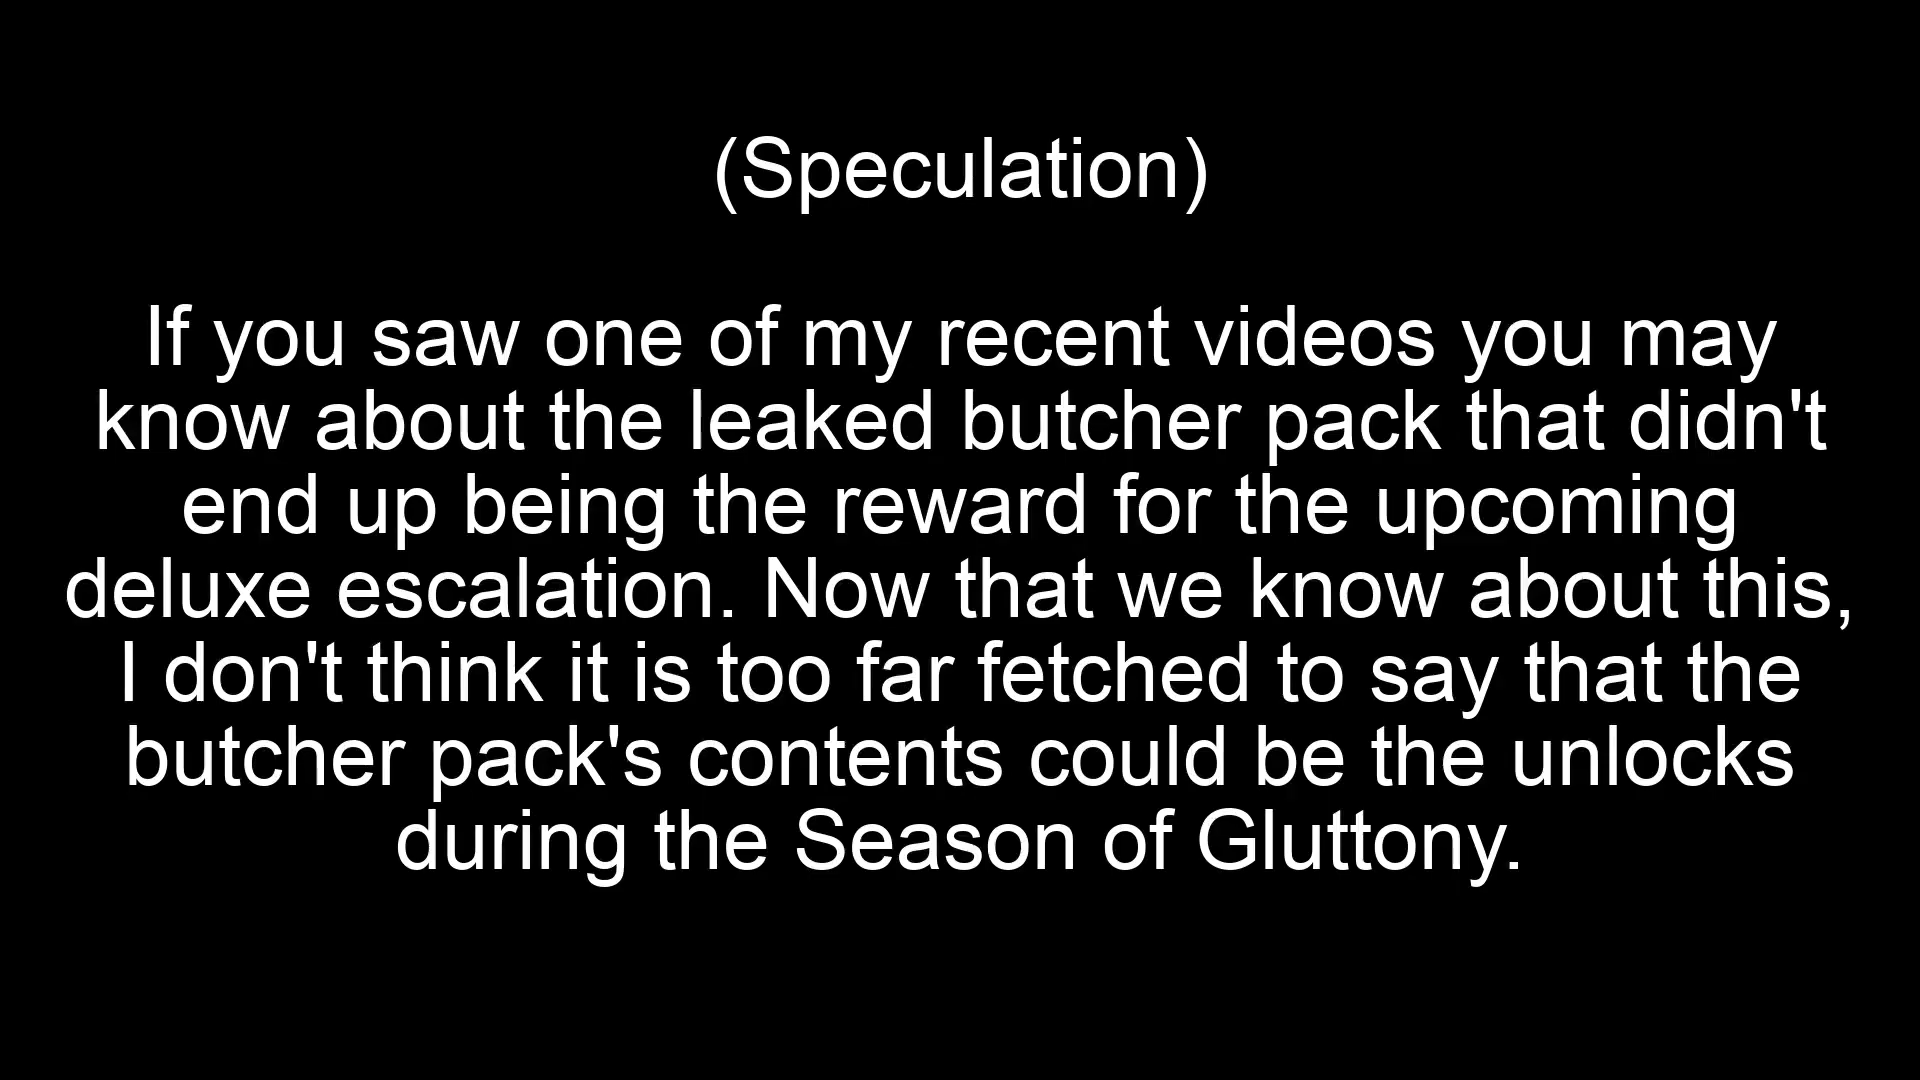 (Speculation)
If you saw one of my recent videos you may
know about the leaked butcher pack that didn't
end up being the reward for the upcoming
deluxe escalation. Now that we know about this,
I don't think it is too far fetched to say that the
butcher pack's contents could be the unlocks
during the Season of Gluttony.